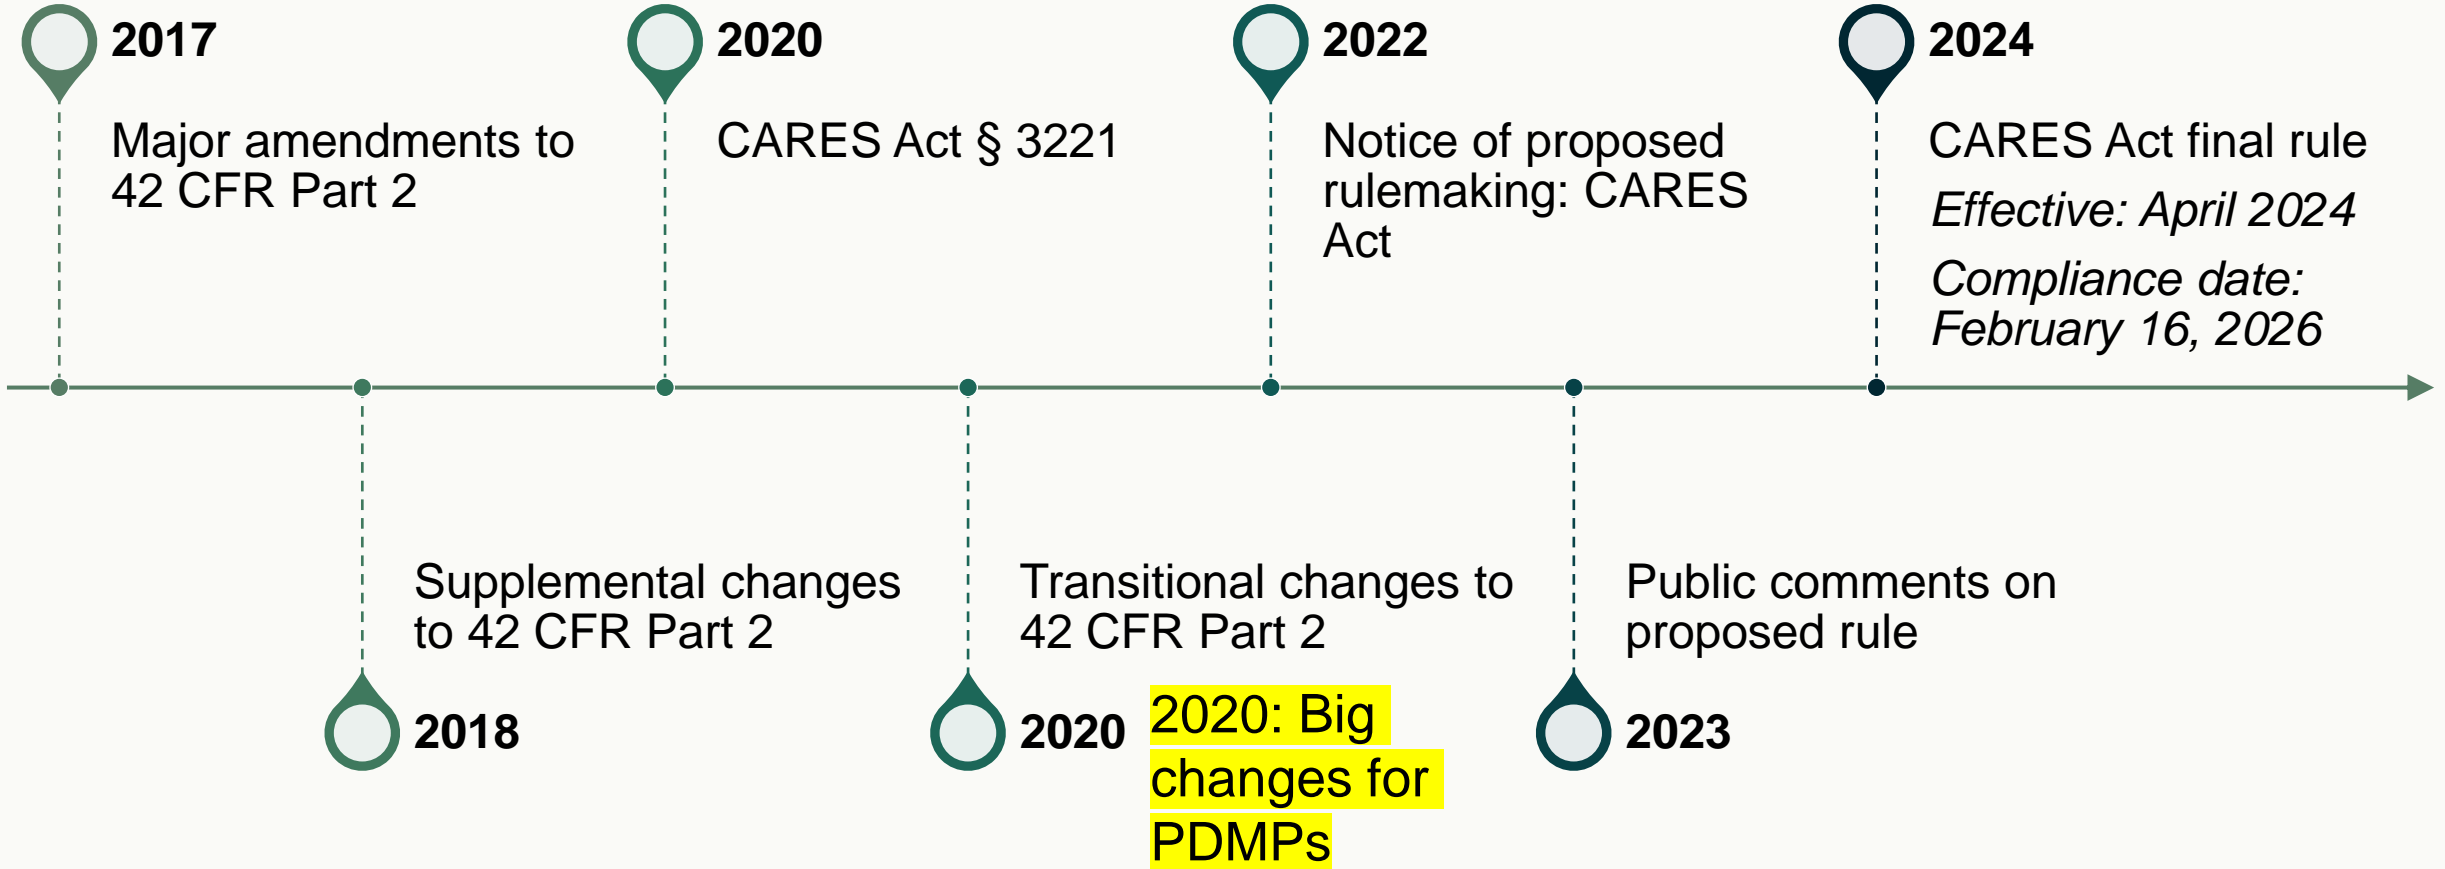 2017
Major amendments to
42 CFR Part 2
Supplemental changes
to 42 CFR Part 2
2018
2020
CARES Act § 3221
Transitional changes to
42 CFR Part 2
2020
2020: Big
changes for
PDMPs
2022
Notice of proposed
rulemaking: CARES
Act
Public comments on
proposed rule
2023
2024
CARES Act final rule
Effective: April 2024
Compliance date:
February 16, 2026